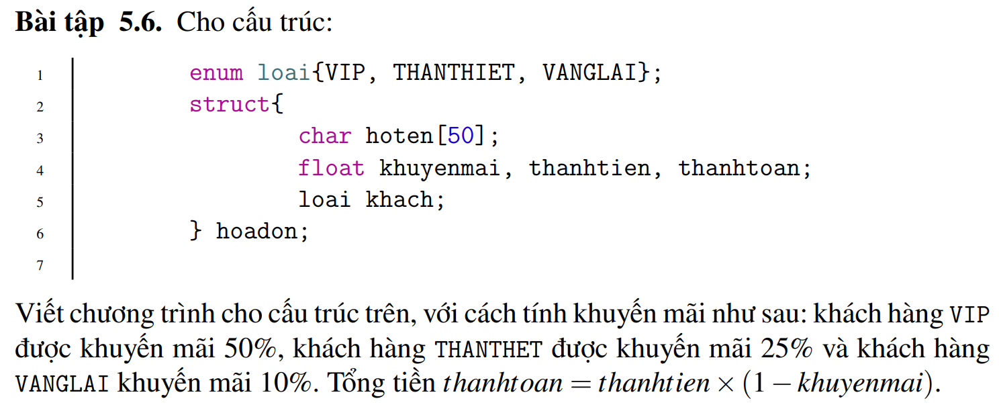 Bài tập 5.6. Cho cấu trúc:
1 enum loai{VIP, THANTHIET, VANGLAI};
2 struct{
3 char hoten[50];
4 float khuyenmai, thanhtien, thanhtoan;
5 loai khach;
6 } hoadon;
7
Viết chương trình cho cấu trúc trên, với cách tính khuyến mãi như sau: khách hàng VIP
được khuyến mãi 50%, khách hàng THANTHET được khuyến mãi 25% và khách hàng
VANGLAI khuyến mãi 10%. Tổng tiền thanhtoan = thanhtien × (1 − khuyenmai).